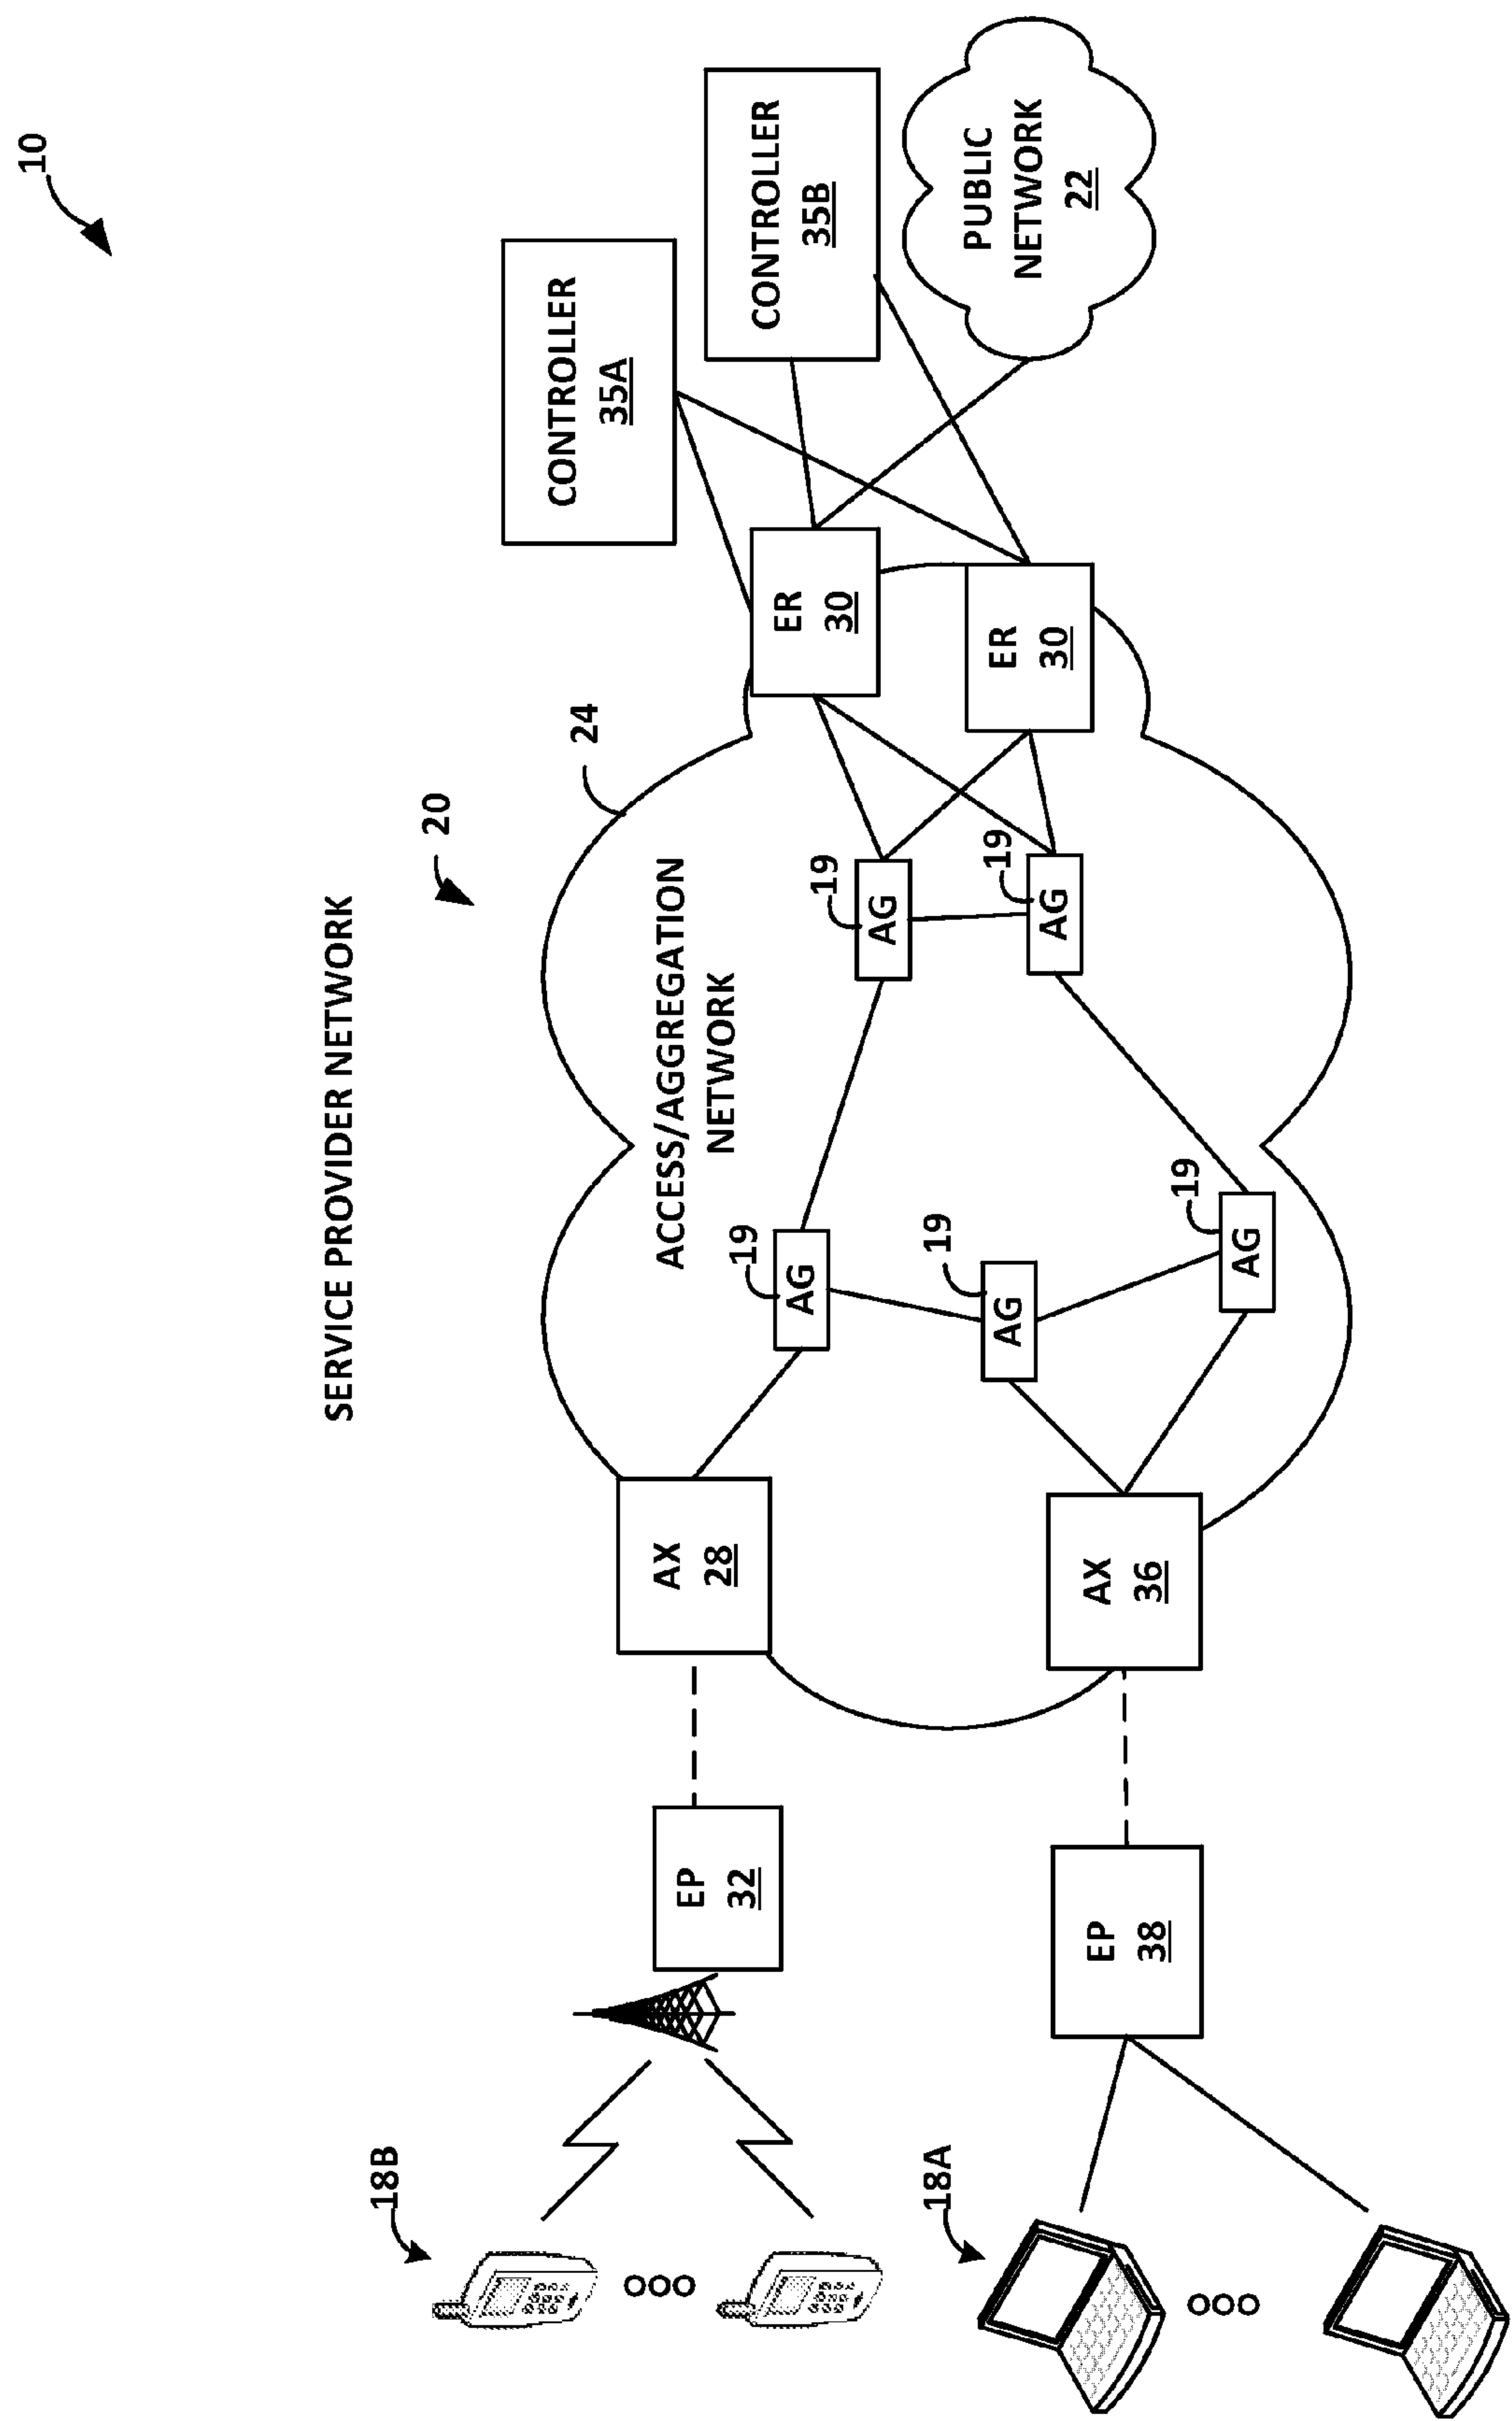 10
SERVICE PROVIDER NETWORK
20
24
ACCESS/AGGREGATION
NETWORK
CONTROLLER
35A
CONTROLLER
35B
PUBLIC
NETWORK
22
ER
30
ER
30
19
AG
19
AG
19
AG
19
AG
19
AG
AX
28
AX
36
EP
32
EP
38
18B
18A